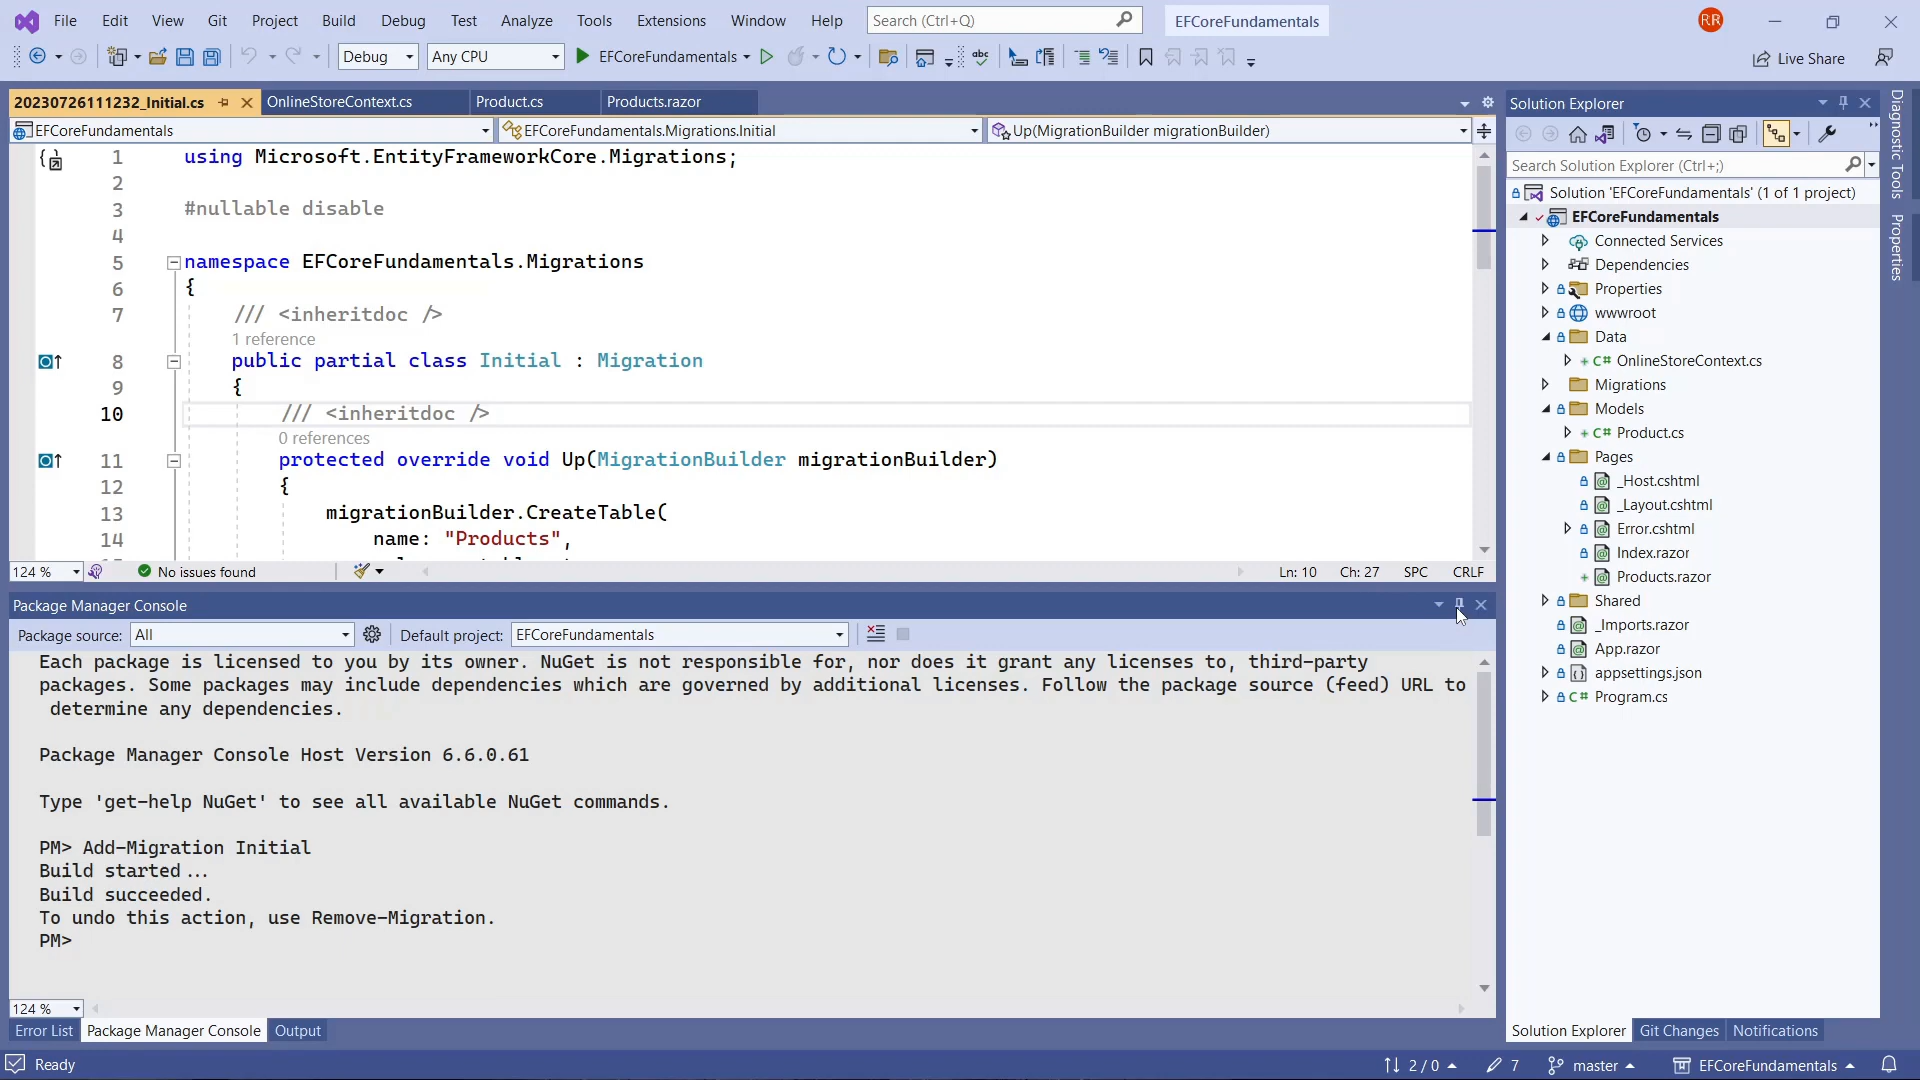 File Edit View Git Project Build Debug Test Analyze Tools Extensions Window Help Search (Ctrl+Q) EFCoreFundamentals RR
Debug Any CPU EFCoreFundamentals abc Live Share
20230726111232_Initial.cs OnlineStoreContext.cs Product.cs Products.razor
EFCoreFundamentals EFCoreFundamentals.Migrations.Initial Up(MigrationBuilder migrationBuilder)
1 using Microsoft.EntityFrameworkCore.Migrations;
2
3 #nullable disable
4
5 namespace EFCoreFundamentals.Migrations
6 {
7 /// <inheritdoc />
1 reference
8 public partial class Initial : Migration
9 {
10 /// <inheritdoc />
0 references
11 protected override void Up(MigrationBuilder migrationBuilder)
12 {
13 migrationBuilder.CreateTable(
14 name: "Products",
124 % No issues found Ln: 10 Ch: 27 SPC CRLF
Package Manager Console
Package source: All Default project: EFCoreFundamentals
Each package is licensed to you by its owner. NuGet is not responsible for, nor does it grant any licenses to, third-party
packages. Some packages may include dependencies which are governed by additional licenses. Follow the package source (feed) URL to
determine any dependencies.
Package Manager Console Host Version 6.6.0.61
Type 'get-help NuGet' to see all available NuGet commands.
PM> Add-Migration Initial
Build started...
Build succeeded.
To undo this action, use Remove-Migration.
PM>
124 %
Error List Package Manager Console Output
Solution Explorer
Search Solution Explorer (Ctrl+;)
Solution 'EFCoreFundamentals' (1 of 1 project)
EFCoreFundamentals
Connected Services
Dependencies
Properties
wwwroot
Data
C# OnlineStoreContext.cs
Migrations
Models
C# Product.cs
Pages
_Host.cshtml
_Layout.cshtml
Error.cshtml
Index.razor
Products.razor
Shared
_Imports.razor
App.razor
appsettings.json
C# Program.cs
Solution Explorer Git Changes Notifications
Diagnostic Tools
Properties
Ready 2 / 0 7 master EFCoreFundamentals